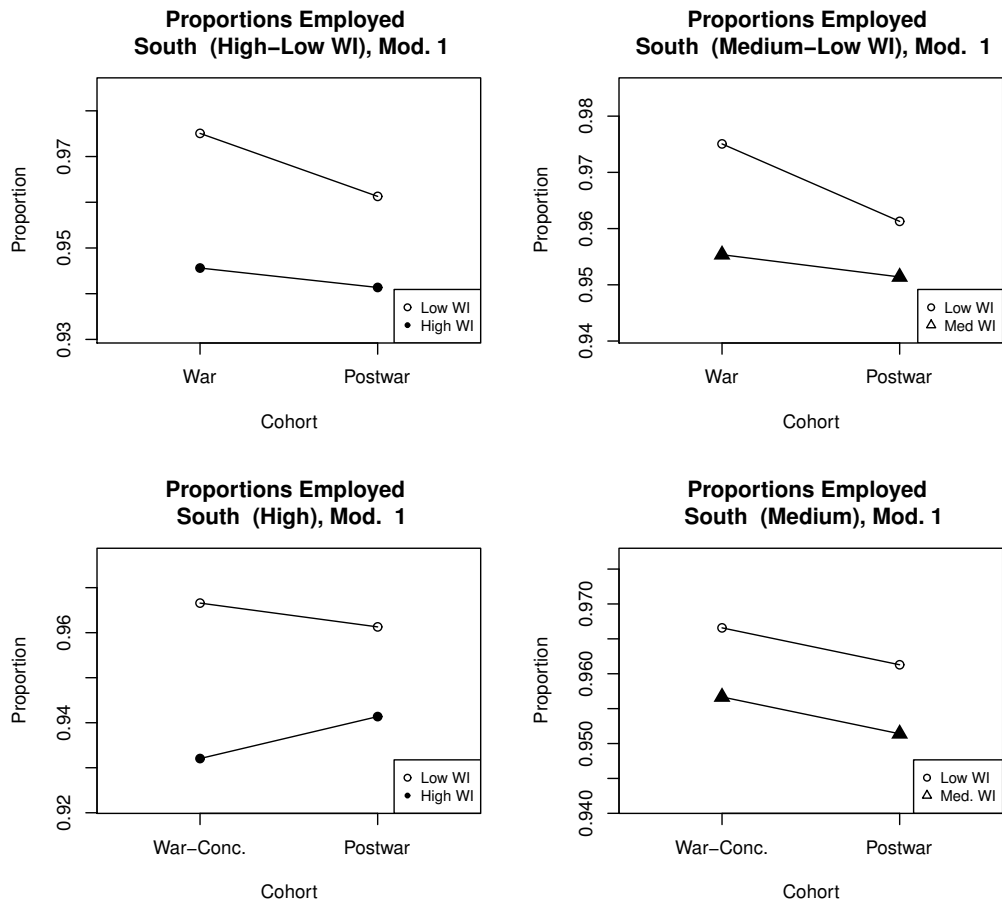 Proportions Employed
South (High−Low WI), Mod. 1
Proportion
0.97
0.95
0.93
War
Postwar
Cohort
Low WI
High WI
Proportions Employed
South (Medium−Low WI), Mod. 1
Proportion
0.98
0.97
0.96
0.95
0.94
War
Postwar
Cohort
Low WI
Med WI
Proportions Employed
South (High), Mod. 1
Proportion
0.96
0.94
0.92
War−Conc.
Postwar
Cohort
Low WI
High WI
Proportions Employed
South (Medium), Mod. 1
Proportion
0.970
0.960
0.950
0.940
War−Conc.
Postwar
Cohort
Low WI
Med. WI